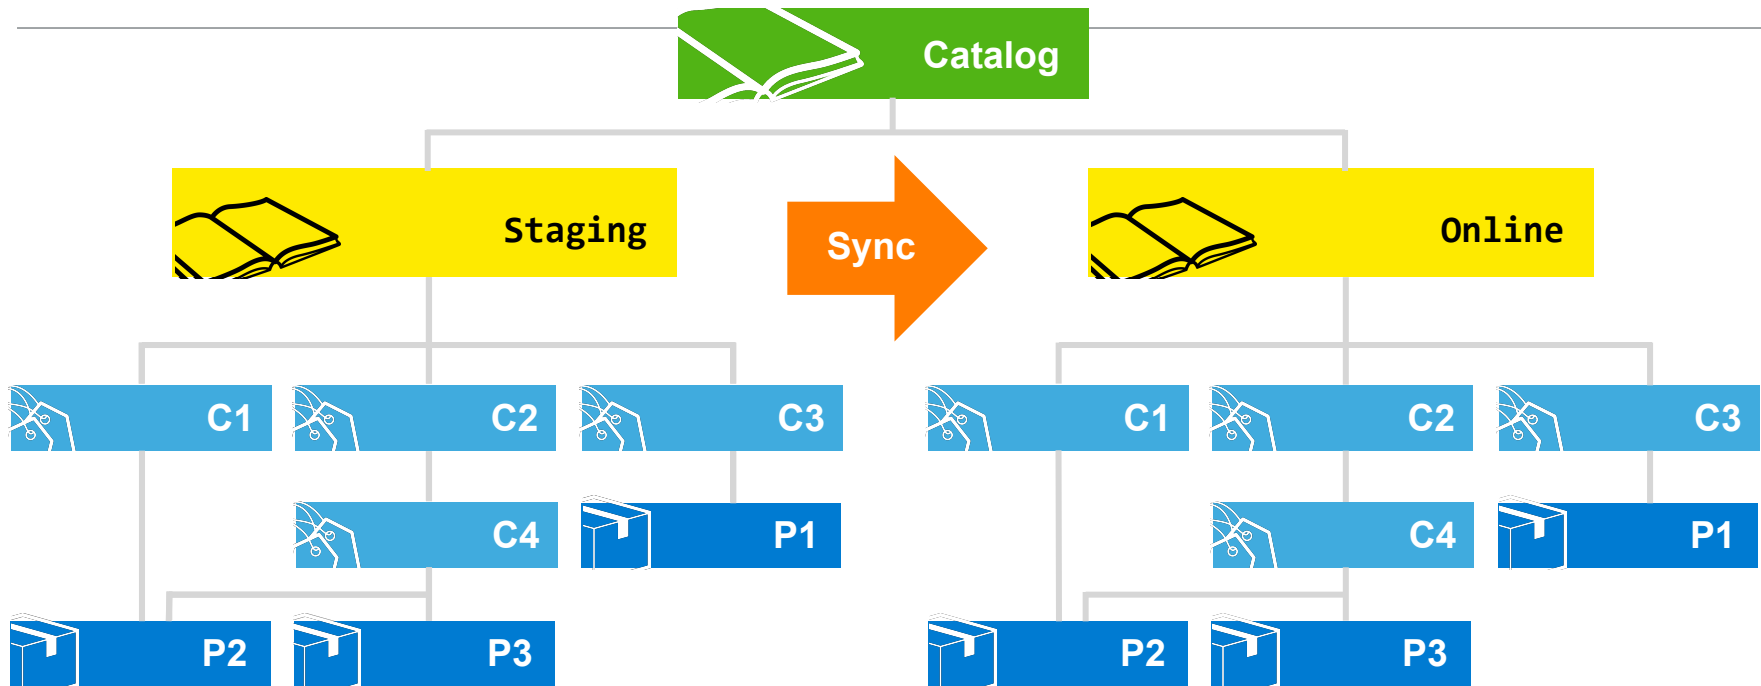 Catalog
Staging
Sync
Online
C1
C2
C3
C1
C2
C3
C4
P1
C4
P1
P2
P3
P2
P3